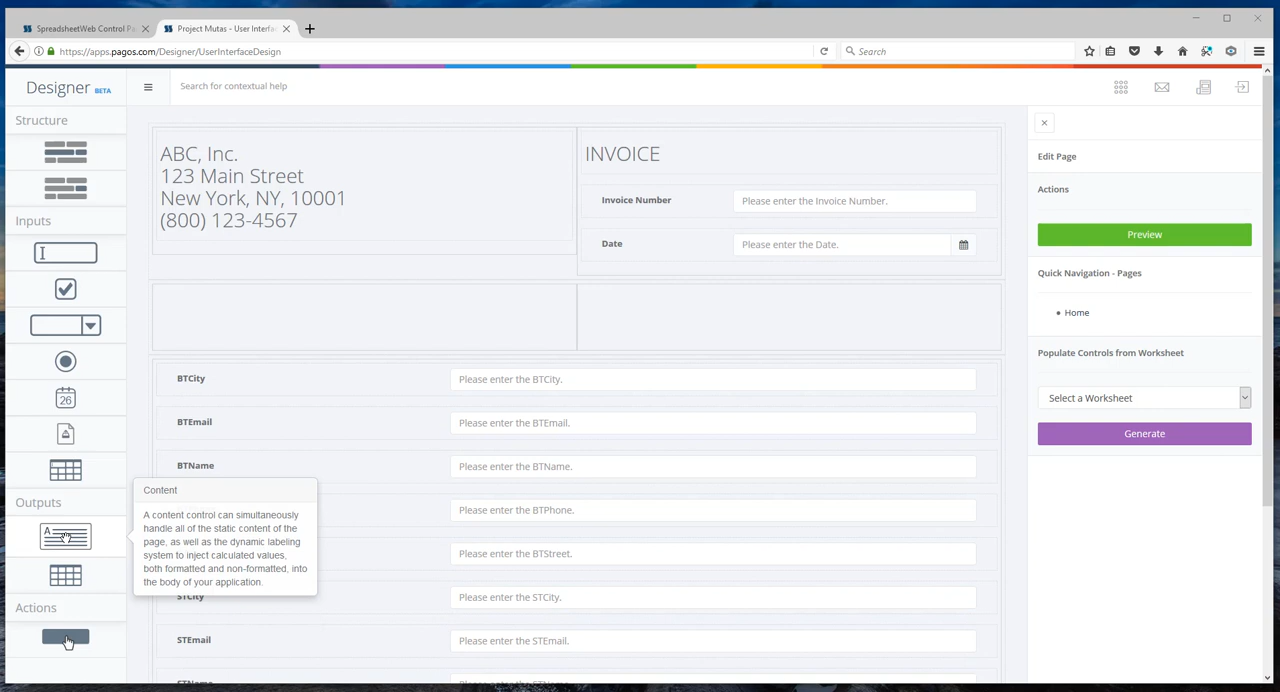 SpreadsheetWeb Control Pa
Project Mutas - User Interfac
https://apps.pagos.com/Designer/UserInterfaceDesign
Search
Designer BETA
Search for contextual help
Structure
Inputs
26
Outputs
A
Actions
ABC, Inc.
123 Main Street
New York, NY, 10001
(800) 123-4567
INVOICE
Invoice Number
Please enter the Invoice Number.
Date
Please enter the Date.
BTCity
Please enter the BTCity.
BTEmail
Please enter the BTEmail.
BTName
Please enter the BTName.
Please enter the BTPhone.
Please enter the BTStreet.
STCity
Please enter the STCity.
STEmail
Please enter the STEmail.
STName
Content
A content control can simultaneously
handle all of the static content of the
page, as well as the dynamic labeling
system to inject calculated values,
both formatted and non-formatted, into
the body of your application.
Edit Page
Actions
Preview
Quick Navigation - Pages
Home
Populate Controls from Worksheet
Select a Worksheet
Generate